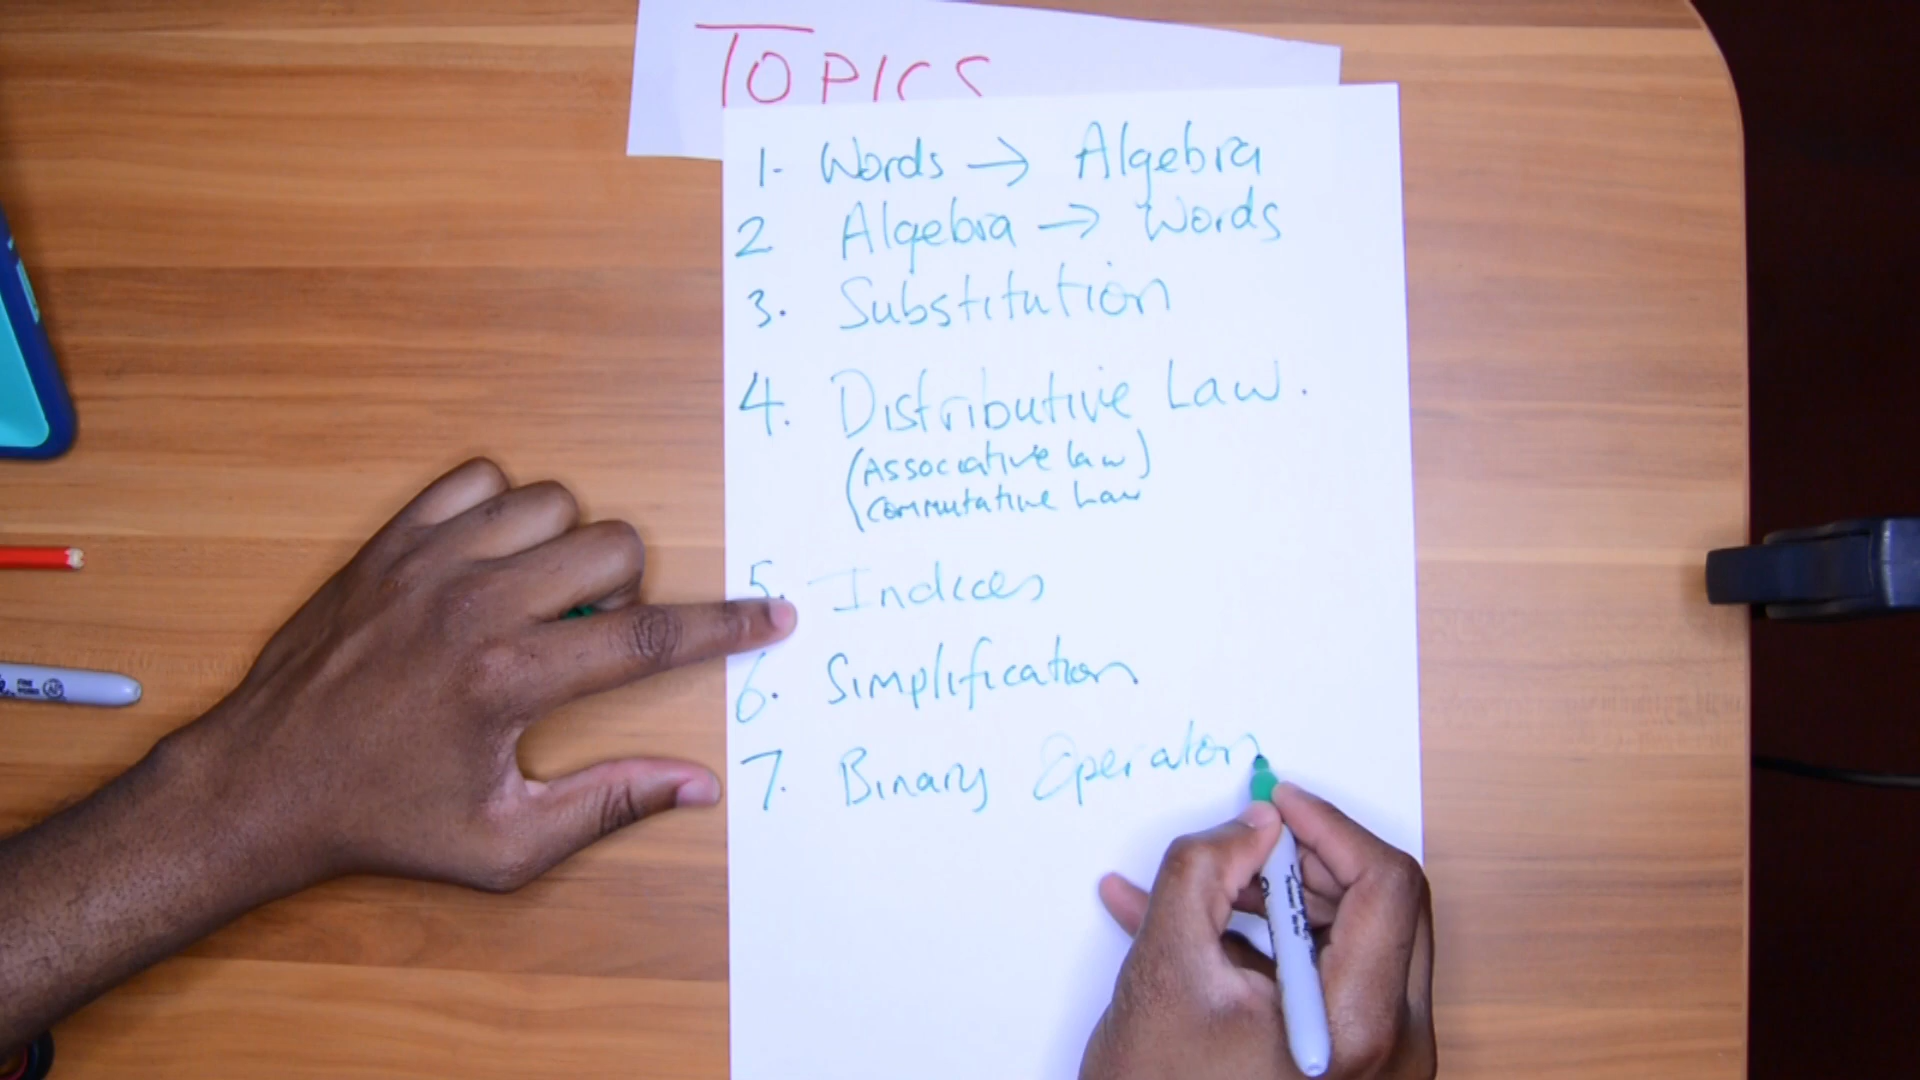 TOPICS
1. Words → Algebra
2 Algebra → Words
3. Substitution
4. Distributive Law.
(Associative law)
(Commutative Law
5. Indices
6. Simplification
7. Binary Operation